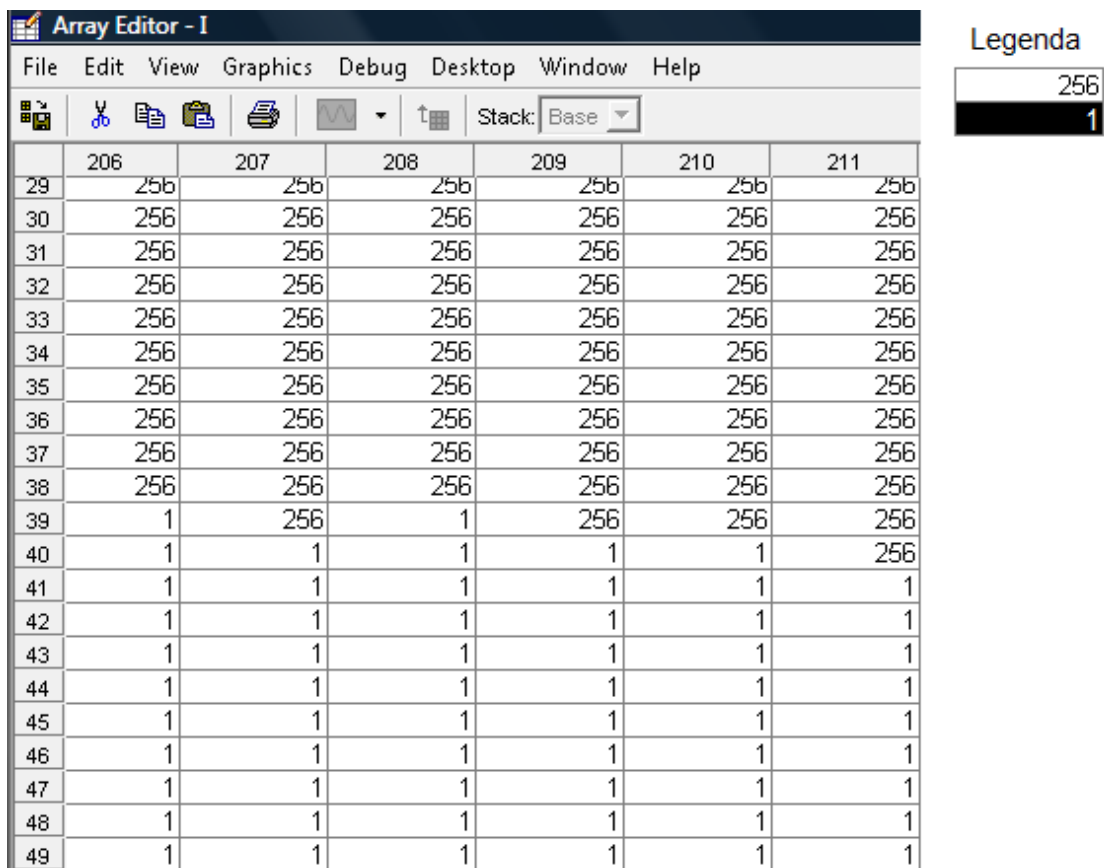 Array Editor - I
File Edit View Graphics Debug Desktop Window Help
Stack: Base
206 207 208 209 210 211
29 256 256 256 256 256 256
30 256 256 256 256 256 256
31 256 256 256 256 256 256
32 256 256 256 256 256 256
33 256 256 256 256 256 256
34 256 256 256 256 256 256
35 256 256 256 256 256 256
36 256 256 256 256 256 256
37 256 256 256 256 256 256
38 256 256 256 256 256 256
39 1 256 1 256 256 256
40 1 1 1 1 1 256
41 1 1 1 1 1 1
42 1 1 1 1 1 1
43 1 1 1 1 1 1
44 1 1 1 1 1 1
45 1 1 1 1 1 1
46 1 1 1 1 1 1
47 1 1 1 1 1 1
48 1 1 1 1 1 1
49 1 1 1 1 1 1
Legenda
256
1